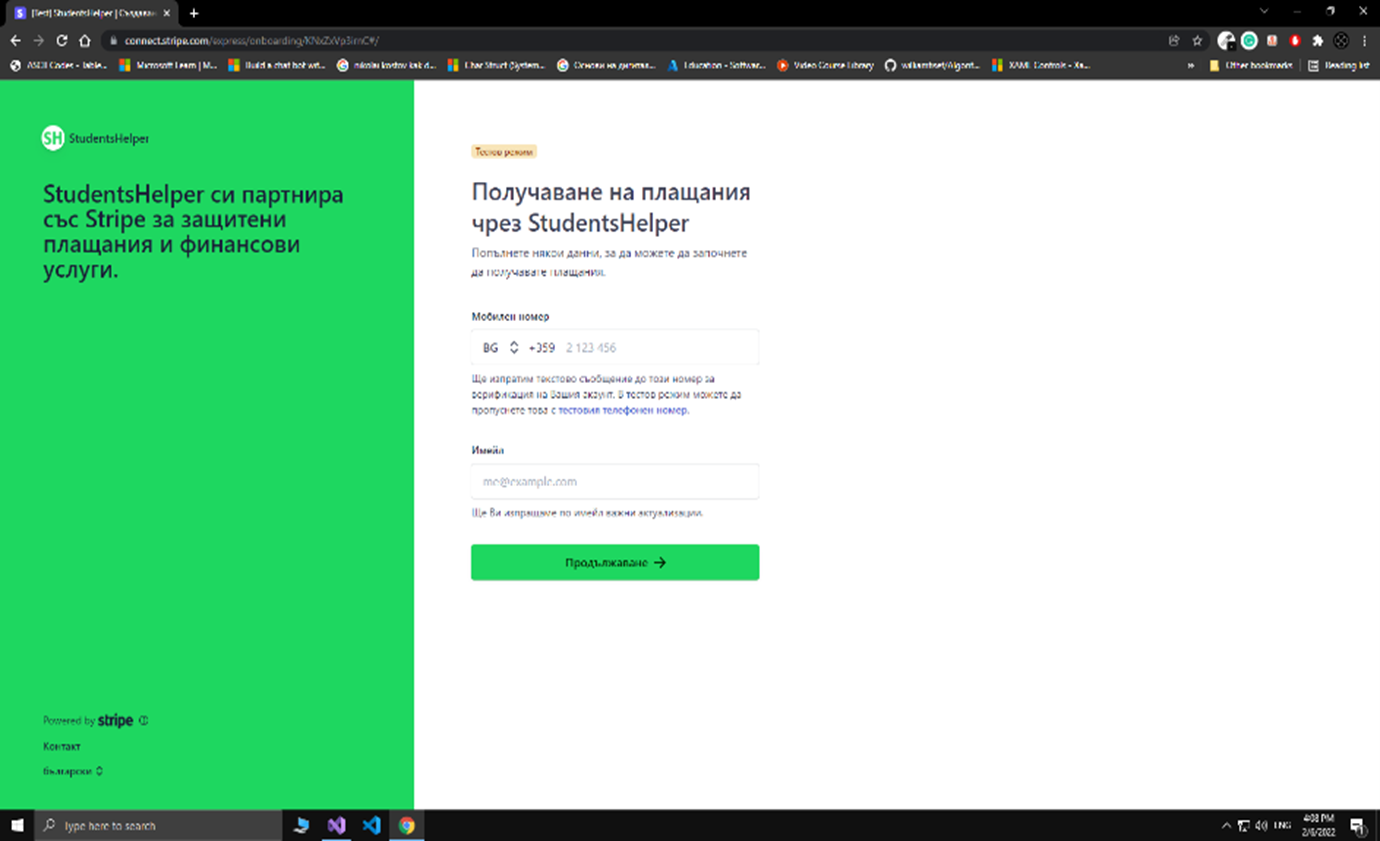 [Test] StudentsHelper | Създаван
connect.stripe.com/express/onboarding/
ASCII Codes - Table...
Microsoft Learn | M...
Build a chat bot wit...
nikolai kostov kak d...
Char Struct (System...
Основи на дигитал...
Education - Softwar...
Video Course Library
XAML Controls - Xa...
»
Other bookmarks
Reading list
SH StudentsHelper
StudentsHelper си партнира
със Stripe за защитени
плащания и финансови
услуги.
Тестов режим
Получаване на плащания
чрез StudentsHelper
Попълнете някои данни, за да можете да започнете
да получавате плащания.
Мобилен номер
BG +359 2 123 456
Ще изпратим текстово съобщение до този номер за
верификация на Вашия акаунт. В тестов режим можете да
пропуснете това с тестовия телефонен номер.
Имейл
me@example.com
Ще Ви изпращаме по имейл важни актуализации.
Продължаване →
Powered by stripe
Контакт
български
Type here to search
ENG
4:08 PM
2/6/2022
1